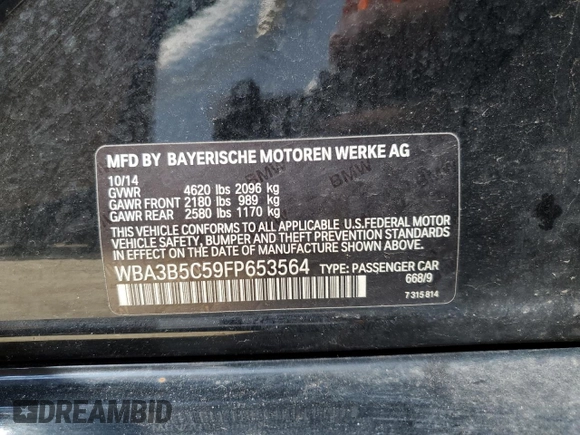 MFD BY BAYERISCHE MOTOREN WERKE AG
10/14
GVWR 4620 lbs 2096 kg
GAWR FRONT 2180 lbs 989 kg
GAWR REAR 2580 lbs 1170 kg
THIS VEHICLE CONFORMS TO ALL APPLICABLE U.S.FEDERAL MOTOR
VEHICLE SAFETY, BUMPER AND THEFT PREVENTION STANDARDS
IN EFFECT ON THE DATE OF MANUFACTURE SHOWN ABOVE.
WBA3B5C59FP653564 TYPE: PASSENGER CAR
668/9
7 315 814
BMW
BMW
BMW
DREAMBID